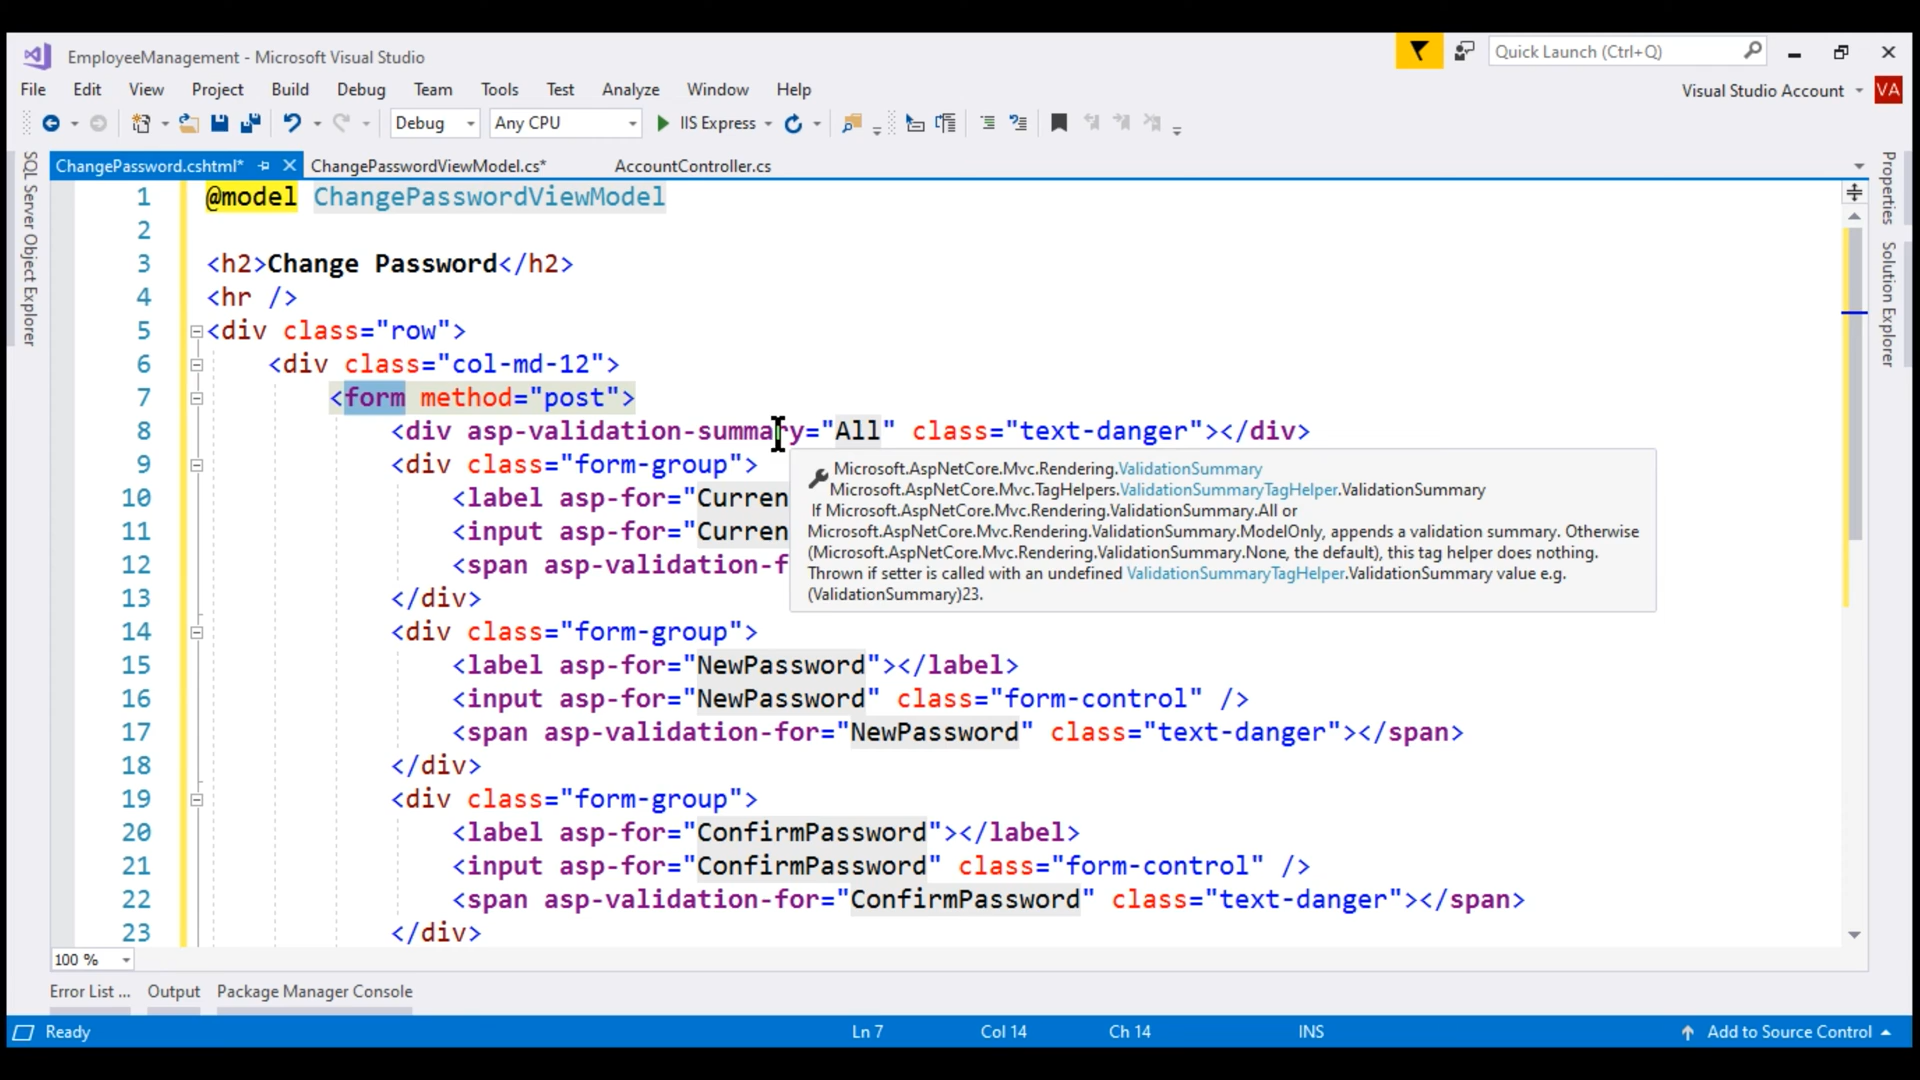 EmployeeManagement - Microsoft Visual Studio
Quick Launch (Ctrl+Q)
File Edit View Project Build Debug Team Tools Test Analyze Window Help
Visual Studio Account VA
Debug Any CPU IIS Express
ChangePassword.cshtml* ChangePasswordViewModel.cs* AccountController.cs
SQL Server Object Explorer
Properties
Solution Explorer
1 @model ChangePasswordViewModel
2
3 <h2>Change Password</h2>
4 <hr />
5 <div class="row">
6 <div class="col-md-12">
7 <form method="post">
8 <div asp-validation-summary="All" class="text-danger"></div>
9 <div class="form-group">
10 <label asp-for="Curren
11 <input asp-for="Curren
12 <span asp-validation-f
13 </div>
Microsoft.AspNetCore.Mvc.Rendering.ValidationSummary
Microsoft.AspNetCore.Mvc.TagHelpers.ValidationSummaryTagHelper.ValidationSummary
If Microsoft.AspNetCore.Mvc.Rendering.ValidationSummary.All or
Microsoft.AspNetCore.Mvc.Rendering.ValidationSummary.ModelOnly, appends a validation summary. Otherwise
(Microsoft.AspNetCore.Mvc.Rendering.ValidationSummary.None, the default), this tag helper does nothing.
Thrown if setter is called with an undefined ValidationSummaryTagHelper.ValidationSummary value e.g.
(ValidationSummary)23.
14 <div class="form-group">
15 <label asp-for="NewPassword"></label>
16 <input asp-for="NewPassword" class="form-control" />
17 <span asp-validation-for="NewPassword" class="text-danger"></span>
18 </div>
19 <div class="form-group">
20 <label asp-for="ConfirmPassword"></label>
21 <input asp-for="ConfirmPassword" class="form-control" />
22 <span asp-validation-for="ConfirmPassword" class="text-danger"></span>
23 </div>
100 %
Error List ... Output Package Manager Console
Ready Ln 7 Col 14 Ch 14 INS Add to Source Control